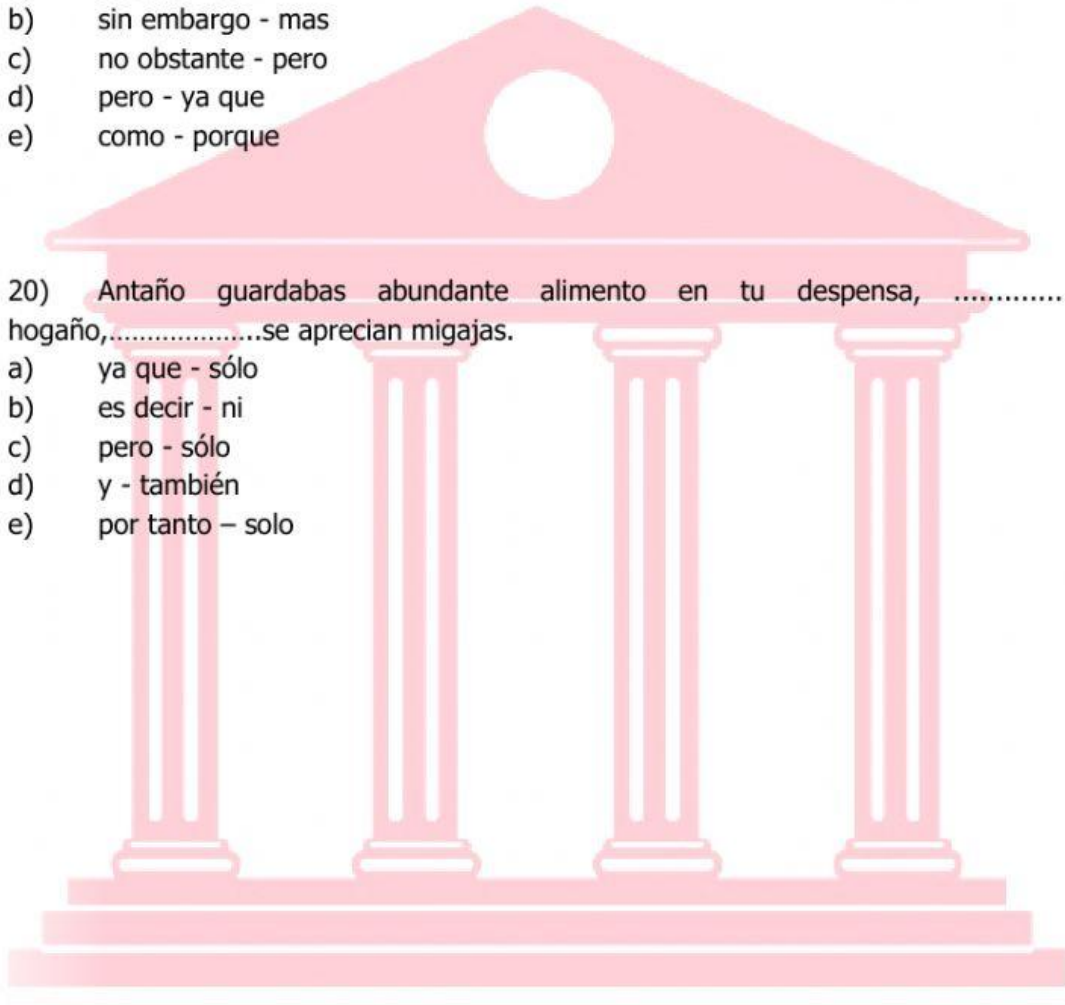 b) sin embargo - mas
c) no obstante - pero
d) pero - ya que
e) como - porque
20) Antaño guardabas abundante alimento en tu despensa, .............
hogaño,...................se aprecian migajas.
a) ya que - sólo
b) es decir - ni
c) pero - sólo
d) y - también
e) por tanto – solo